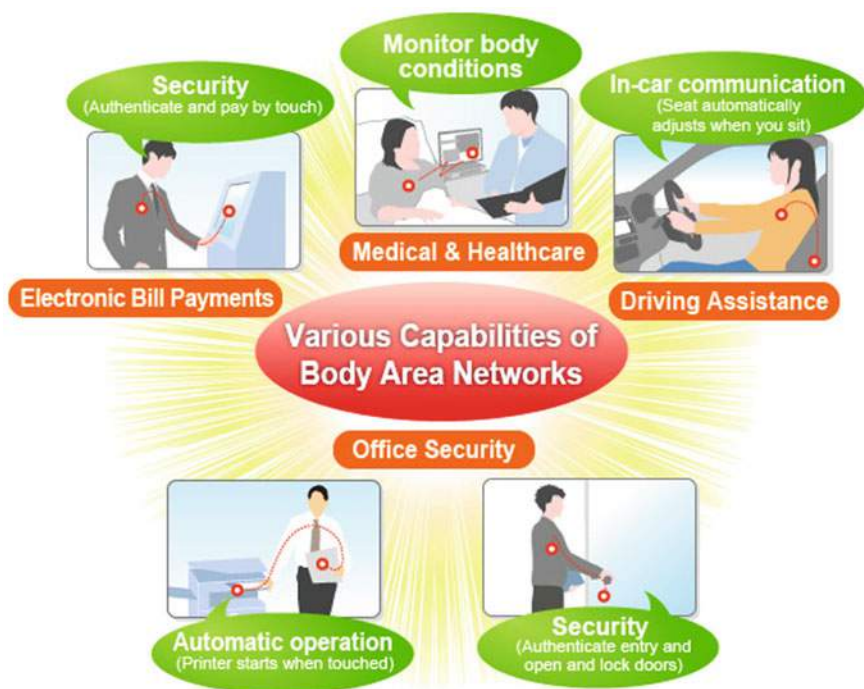 Monitor body
conditions
Security
(Authenticate and pay by touch)
In-car communication
(Seat automatically
adjusts when you sit)
Medical & Healthcare
Electronic Bill Payments
Driving Assistance
Various Capabilities of
Body Area Networks
Office Security
Automatic operation
(Printer starts when touched)
Security
(Authenticate entry and
open and lock doors)